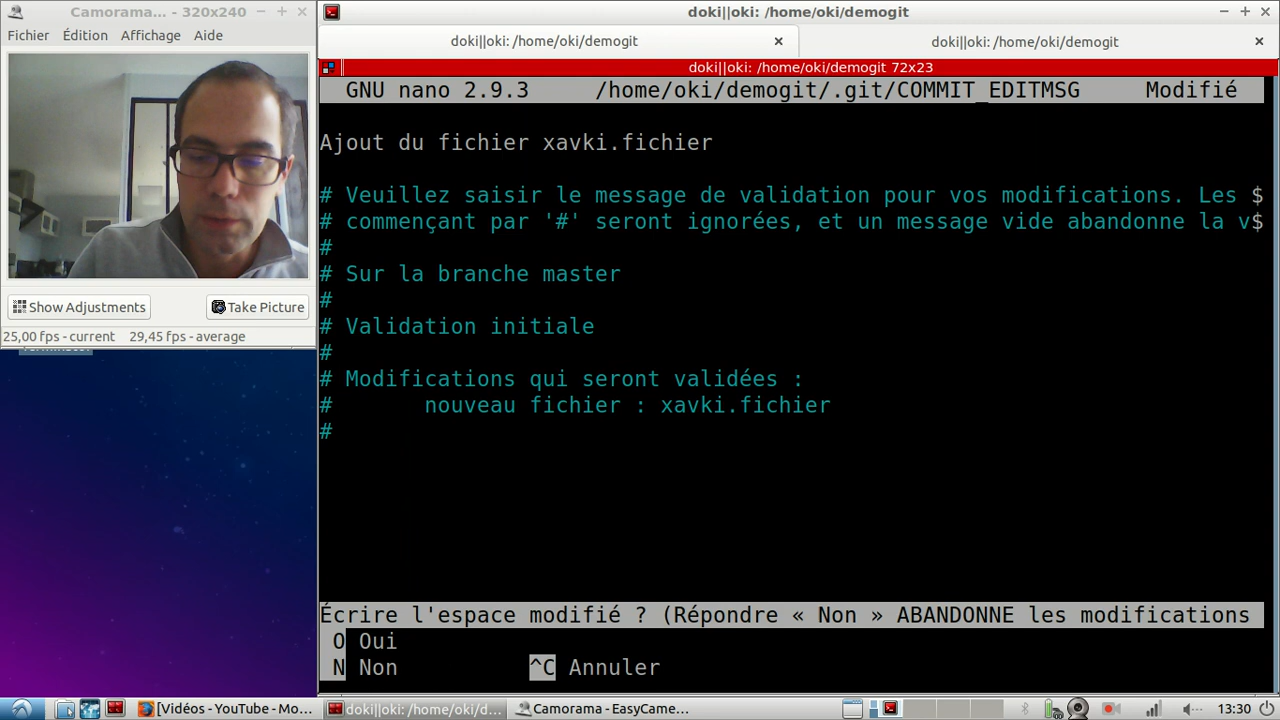 Camorama... - 320x240
Fichier Édition Affichage Aide
Show Adjustments Take Picture
25,00 fps - current 29,45 fps - average
doki||oki: /home/oki/demogit
doki||oki: /home/oki/demogit
doki||oki: /home/oki/demogit
doki||oki: /home/oki/demogit 72x23
GNU nano 2.9.3 /home/oki/demogit/.git/COMMIT_EDITMSG Modifié
Ajout du fichier xavki.fichier
# Veuillez saisir le message de validation pour vos modifications. Les $
# commençant par '#' seront ignorées, et un message vide abandonne la v$
#
# Sur la branche master
#
# Validation initiale
#
# Modifications qui seront validées :
# nouveau fichier : xavki.fichier
#
Écrire l'espace modifié ? (Répondre « Non » ABANDONNE les modifications
O Oui
N Non ^C Annuler
[Vidéos - YouTube - Mo... doki||oki: /home/oki/d... Camorama - EasyCame... 13:30